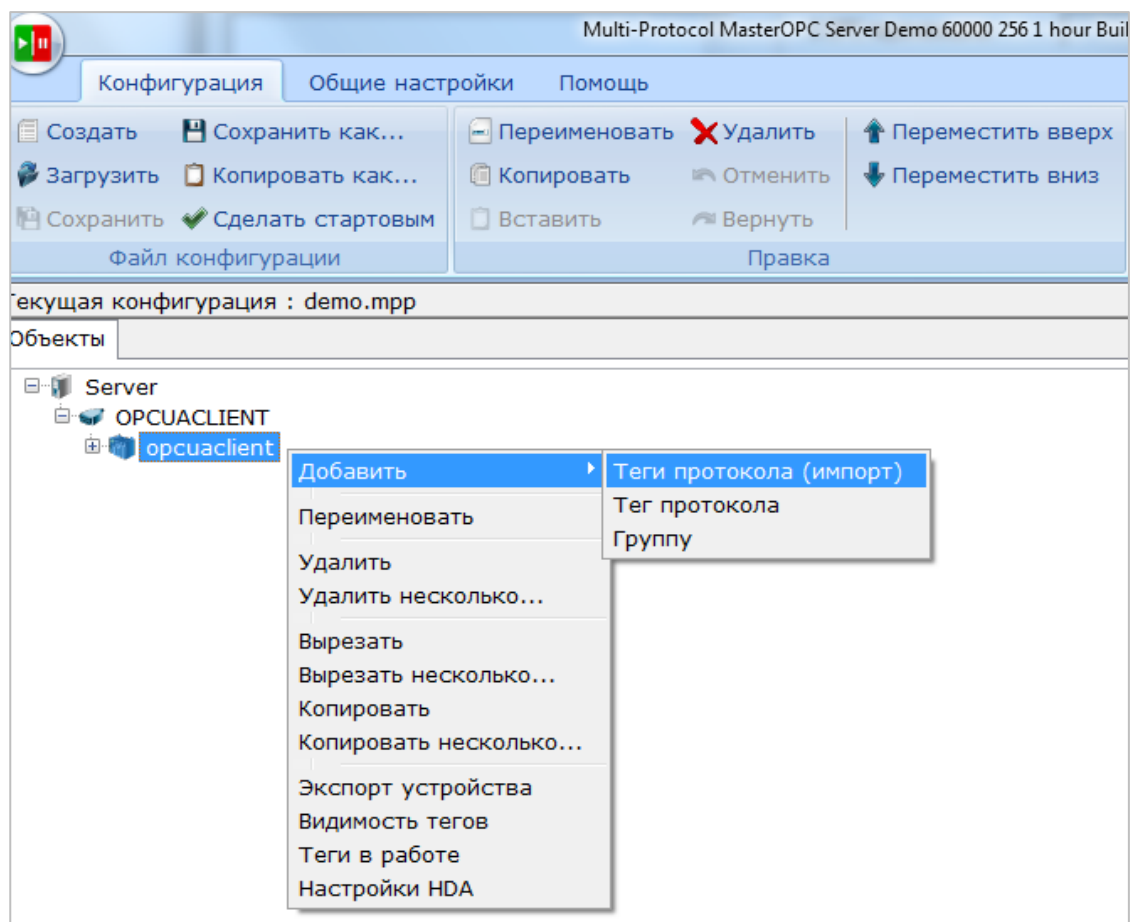 Multi-Protocol MasterOPC Server Demo 60000 256 1 hour Buil
Конфигурация Общие настройки Помощь
Создать Сохранить как... Переименовать Удалить Переместить вверх
Загрузить Копировать как... Копировать Отменить Переместить вниз
Сохранить Сделать стартовым Вставить Вернуть
Файл конфигурации Правка
Текущая конфигурация : demo.mpp
Объекты
Server
OPCUACLIENT
opcuaclient
Добавить Теги протокола (импорт)
Тег протокола
Группу
Переименовать
Удалить
Удалить несколько...
Вырезать
Вырезать несколько...
Копировать
Копировать несколько...
Экспорт устройства
Видимость тегов
Теги в работе
Настройки HDA